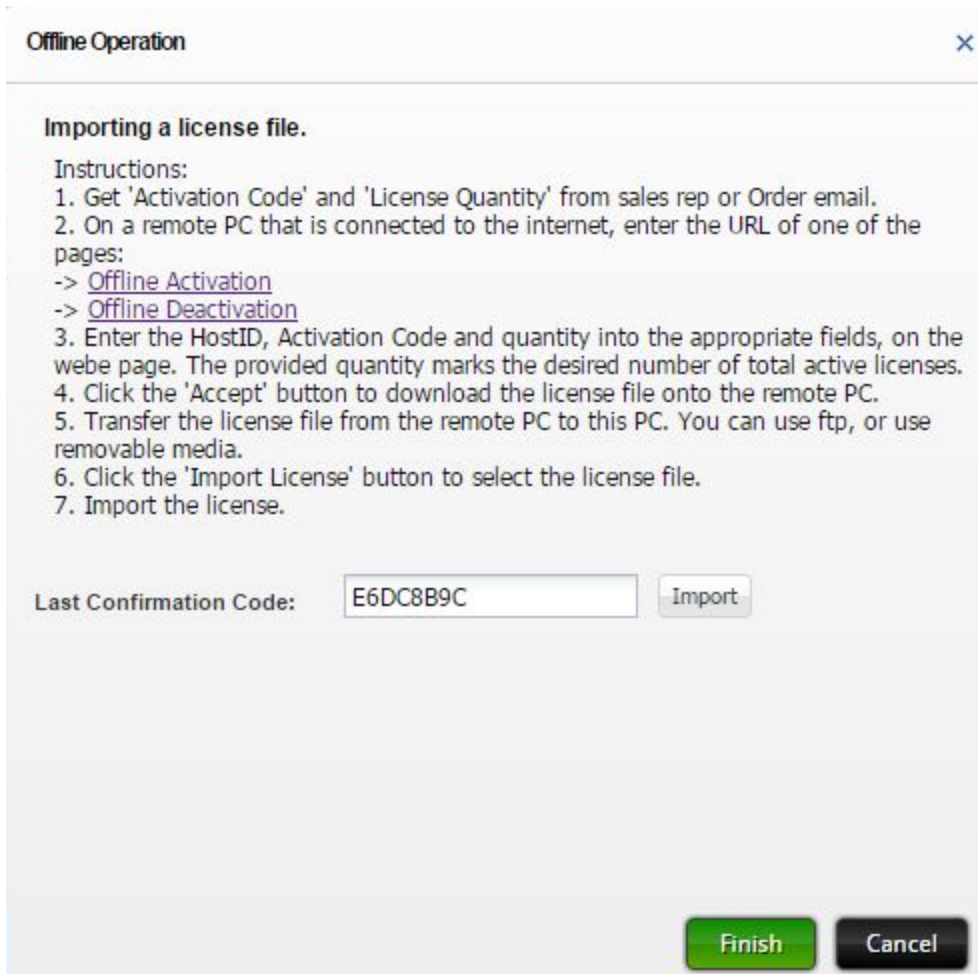 Offline Operation
×
Importing a license file.
Instructions:
1. Get 'Activation Code' and 'License Quantity' from sales rep or Order email.
2. On a remote PC that is connected to the internet, enter the URL of one of the
pages:
-> Offline Activation
-> Offline Deactivation
3. Enter the HostID, Activation Code and quantity into the appropriate fields, on the
webe page. The provided quantity marks the desired number of total active licenses.
4. Click the 'Accept' button to download the license file onto the remote PC.
5. Transfer the license file from the remote PC to this PC. You can use ftp, or use
removable media.
6. Click the 'Import License' button to select the license file.
7. Import the license.
Last Confirmation Code: E6DC8B9C Import
Finish Cancel